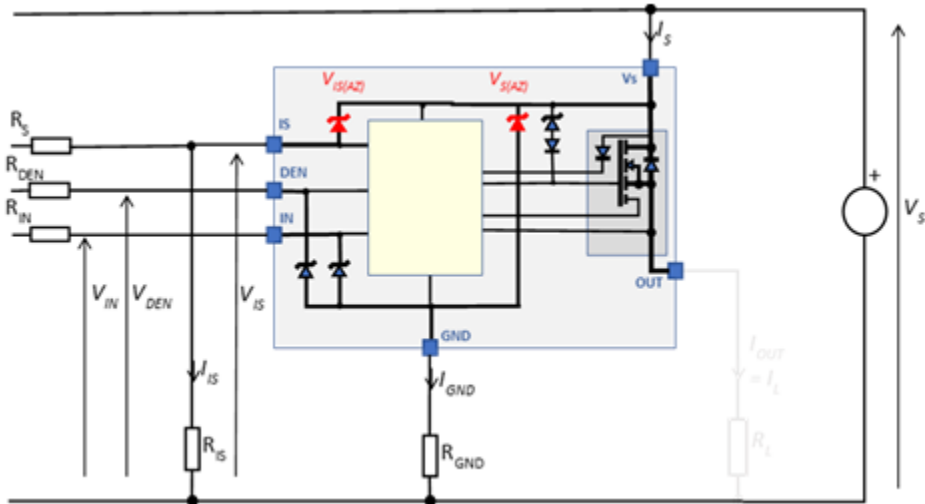 I_S
V_IS(AZ)
V_S(AZ)
Vs
R_S
IS
R_DEN
DEN
+
R_IN
IN
V_S
OUT
V_IN
V_DEN
V_IS
GND
I_OUT
I_IS
I_GND
= I_L
R_IS
R_GND
R_L